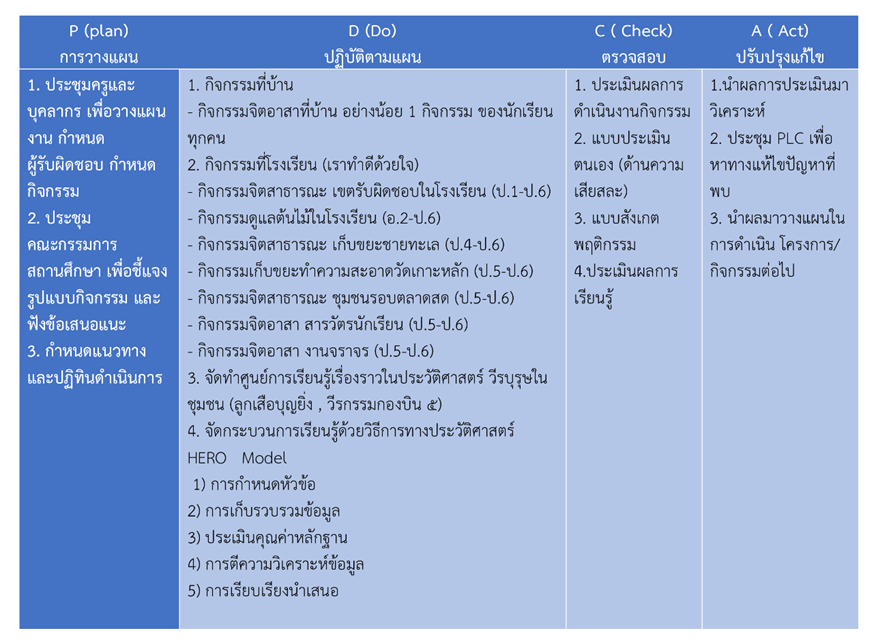 P (plan)
การวางแผน
D (Do)
ปฏิบัติตามแผน
C ( Check)
ตรวจสอบ
A ( Act)
ปรับปรุงแก้ไข
1. ประชุมครูและ
บุคลากร เพื่อวางแผน
งาน กำหนด
ผู้รับผิดชอบ กำหนด
กิจกรรม
2. ประชุม
คณะกรรมการ
สถานศึกษา เพื่อชี้แจง
รูปแบบกิจกรรม และ
ฟังข้อเสนอแนะ
3. กำหนดแนวทาง
และปฏิทินดำเนินการ
1. กิจกรรมที่บ้าน
- กิจกรรมจิตอาสาที่บ้าน อย่างน้อย 1 กิจกรรม ของนักเรียน
ทุกคน
2. กิจกรรมที่โรงเรียน (เราทำดีด้วยใจ)
- กิจกรรมจิตสาธารณะ เขตรับผิดชอบในโรงเรียน (ป.1-ป.6)
- กิจกรรมดูแลต้นไม้ในโรงเรียน (อ.2-ป.6)
- กิจกรรมจิตสาธารณะ เก็บขยะชายทะเล (ป.4-ป.6)
- กิจกรรมเก็บขยะทำความสะอาดวัดเกาะหลัก (ป.5-ป.6)
- กิจกรรมจิตสาธารณะ ชุมชนรอบตลาดสด (ป.5-ป.6)
- กิจกรรมจิตอาสา สารวัตรนักเรียน (ป.5-ป.6)
- กิจกรรมจิตอาสา งานจราจร (ป.5-ป.6)
3. จัดทำศูนย์การเรียนรู้เรื่องราวในประวัติศาสตร์ วีรบุรุษใน
ชุมชน (ลูกเสือบุญยิ่ง , วีรกรรมกองบิน ๕)
4. จัดกระบวนการเรียนรู้ด้วยวิธีการทางประวัติศาสตร์
HERO Model
1) การกำหนดหัวข้อ
2) การเก็บรวบรวมข้อมูล
3) ประเมินคุณค่าหลักฐาน
4) การตีความวิเคราะห์ข้อมูล
5) การเรียบเรียงนำเสนอ
1. ประเมินผลการ
ดำเนินงานกิจกรรม
2. แบบประเมิน
ตนเอง (ด้านความ
เสียสละ)
3. แบบสังเกต
พฤติกรรม
4.ประเมินผลการ
เรียนรู้
1.นำผลการประเมินมา
วิเคราะห์
2. ประชุม PLC เพื่อ
หาทางแห้ไขปัญหาที่
พบ
3. นำผลมาวางแผนใน
การดำเนิน โครงการ/
กิจกรรมต่อไป